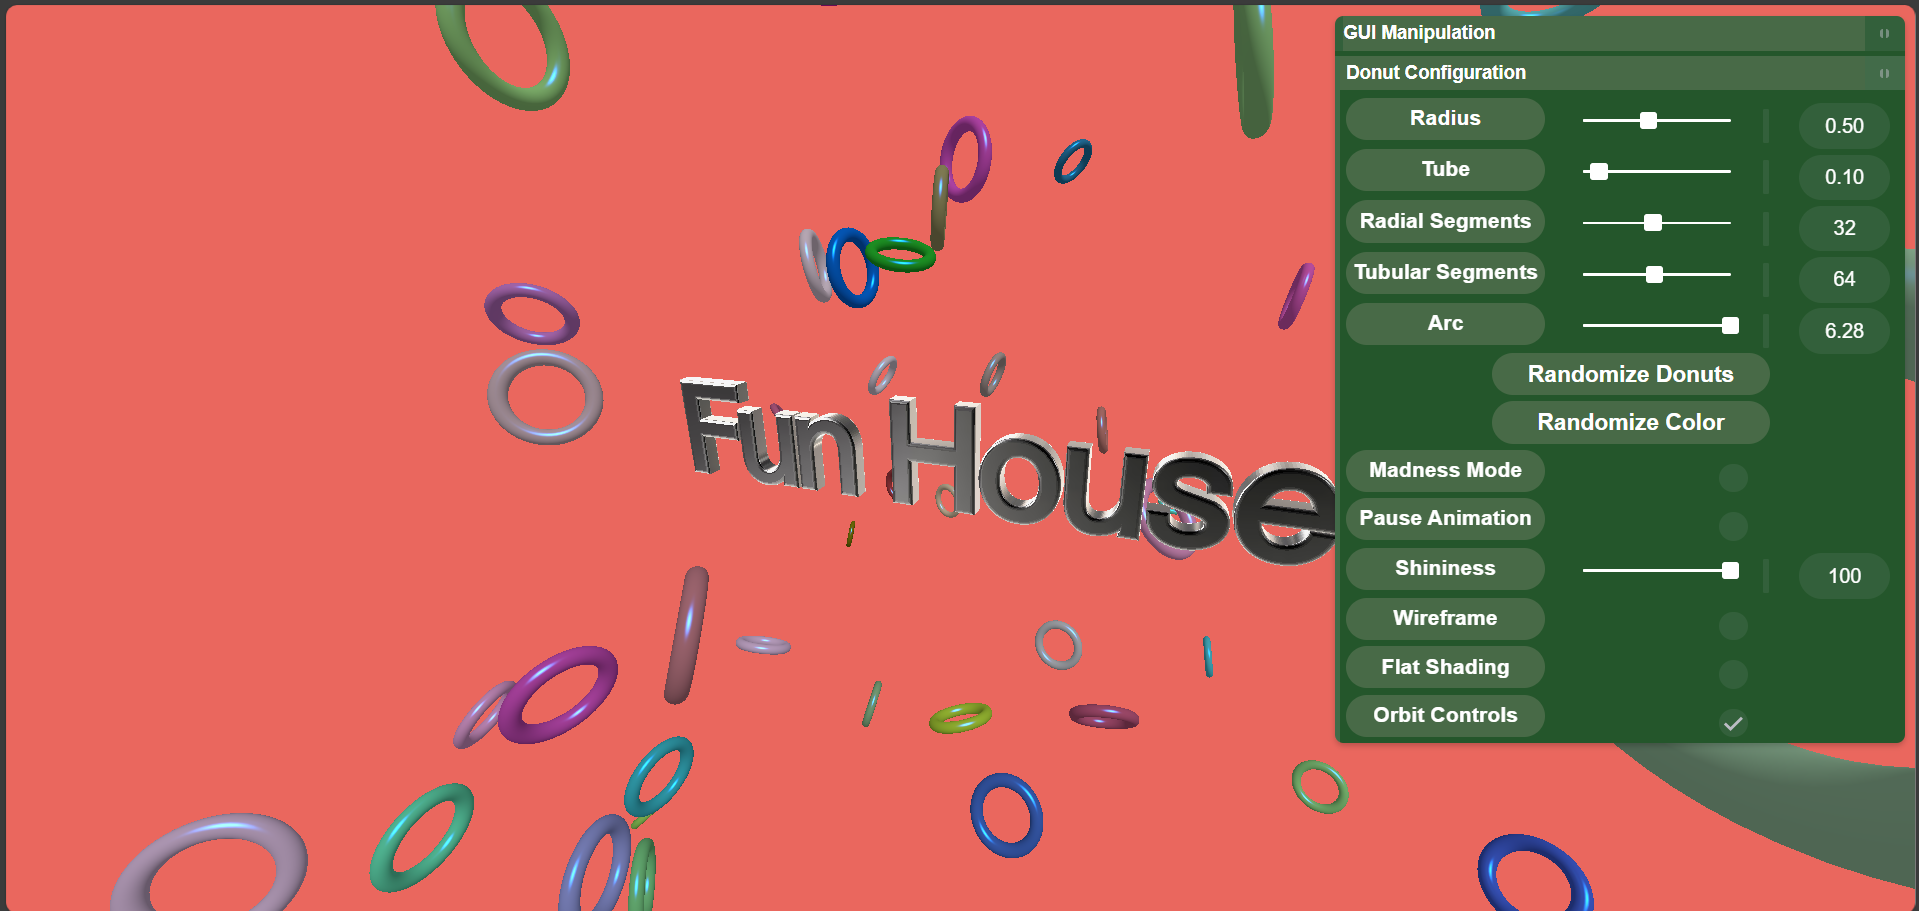 GUI Manipulation
Donut Configuration
Radius 0.50
Tube 0.10
Radial Segments 32
Tubular Segments 64
Arc 6.28
Randomize Donuts
Randomize Color
Madness Mode
Pause Animation
Shininess 100
Wireframe
Flat Shading
Orbit Controls
Fun House